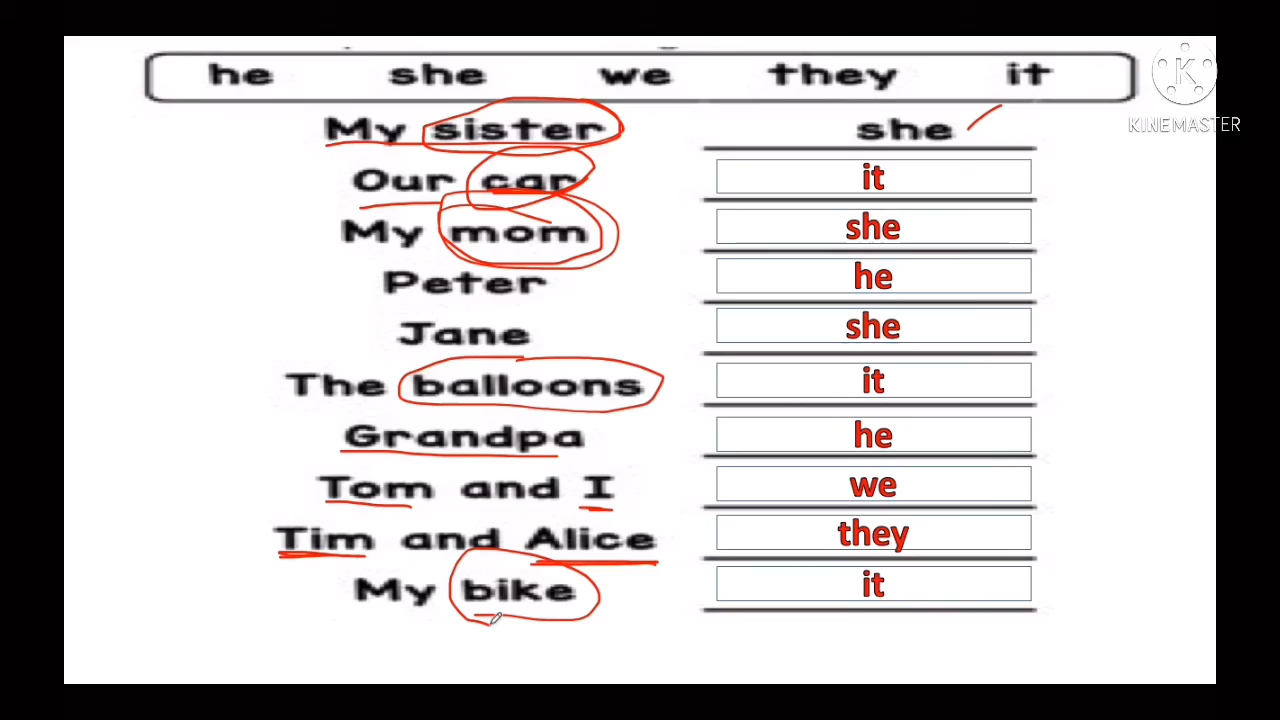 he she we they it
K
KINEMASTER
My sister she
Our car it
My mom she
Peter he
Jane she
The balloons it
Grandpa he
Tom and I we
Tim and Alice they
My bike it